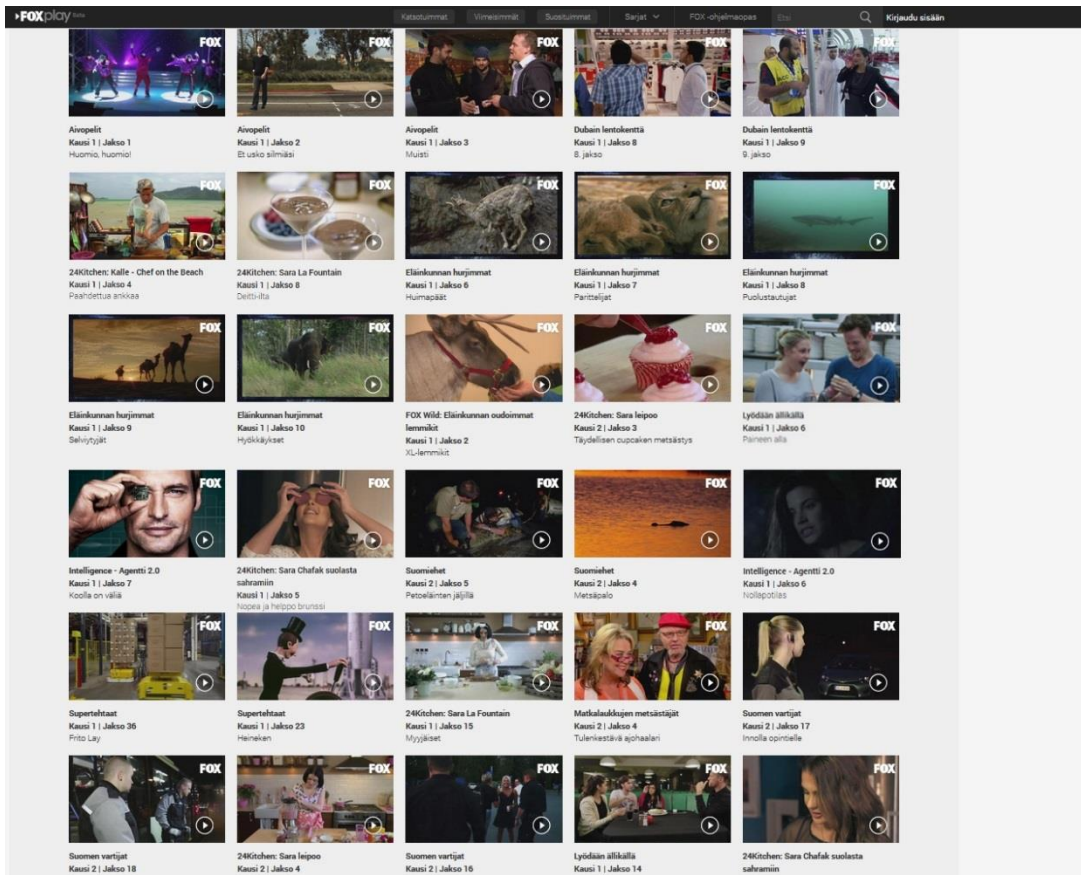 FOXplay Beta
Katsotuimmat Viimeisimmät Suosituimmat Sarjat FOX -ohjelmaopas Etsi Kirjaudu sisään
FOX FOX FOX FOX
Aivopelit
Kausi 1 | Jakso 1
Huomio, huomio!
Aivopelit
Kausi 1 | Jakso 2
Et usko silmiäsi
Aivopelit
Kausi 1 | Jakso 3
Muisti
Dubain lentokenttä
Kausi 1 | Jakso 8
8. jakso
Dubain lentokenttä
Kausi 1 | Jakso 9
9. jakso
FOX FOX
24Kitchen: Kalle - Chef on the Beach
Kausi 1 | Jakso 4
Paahdettua ankkaa
24Kitchen: Sara La Fountain
Kausi 1 | Jakso 8
Deitti-ilta
Eläinkunnan hurjimmat
Kausi 1 | Jakso 6
Huimapäät
Eläinkunnan hurjimmat
Kausi 1 | Jakso 7
Parittelijat
Eläinkunnan hurjimmat
Kausi 1 | Jakso 8
Puolustautujat
FOX FOX
Eläinkunnan hurjimmat
Kausi 1 | Jakso 9
Selviytyjät
Eläinkunnan hurjimmat
Kausi 1 | Jakso 10
Hyökkäykset
FOX Wild: Eläinkunnan oudoimmat
lemmikit
Kausi 1 | Jakso 2
XL-lemmikit
24Kitchen: Sara leipoo
Kausi 2 | Jakso 3
Täydellisen cupcaken metsästys
Lyödään ällikällä
Kausi 1 | Jakso 6
Paineen alla
FOX FOX FOX FOX FOX
Intelligence - Agentti 2.0
Kausi 1 | Jakso 7
Koolla on väliä
24Kitchen: Sara Chafak suolasta
sahramiin
Kausi 1 | Jakso 5
Nopea ja helppo brunssi
Suomiehet
Kausi 2 | Jakso 5
Petoeläinten jäljillä
Suomiehet
Kausi 2 | Jakso 4
Metsäpalo
Intelligence - Agentti 2.0
Kausi 1 | Jakso 6
Nollapotilas
FOX FOX FOX FOX FOX
Supertehtaat
Kausi 1 | Jakso 36
Frito Lay
Supertehtaat
Kausi 1 | Jakso 23
Heineken
24Kitchen: Sara La Fountain
Kausi 1 | Jakso 15
Myyjäiset
Matkalaukkujen metsästäjät
Kausi 2 | Jakso 4
Tulenkestävä ajohaalari
Suomen vartijat
Kausi 2 | Jakso 17
Innolla opintielle
FOX FOX FOX FOX FOX
Suomen vartijat
Kausi 2 | Jakso 18
24Kitchen: Sara leipoo
Kausi 2 | Jakso 4
Suomen vartijat
Kausi 2 | Jakso 16
Lyödään ällikällä
Kausi 1 | Jakso 14
24Kitchen: Sara Chafak suolasta
sahramiin